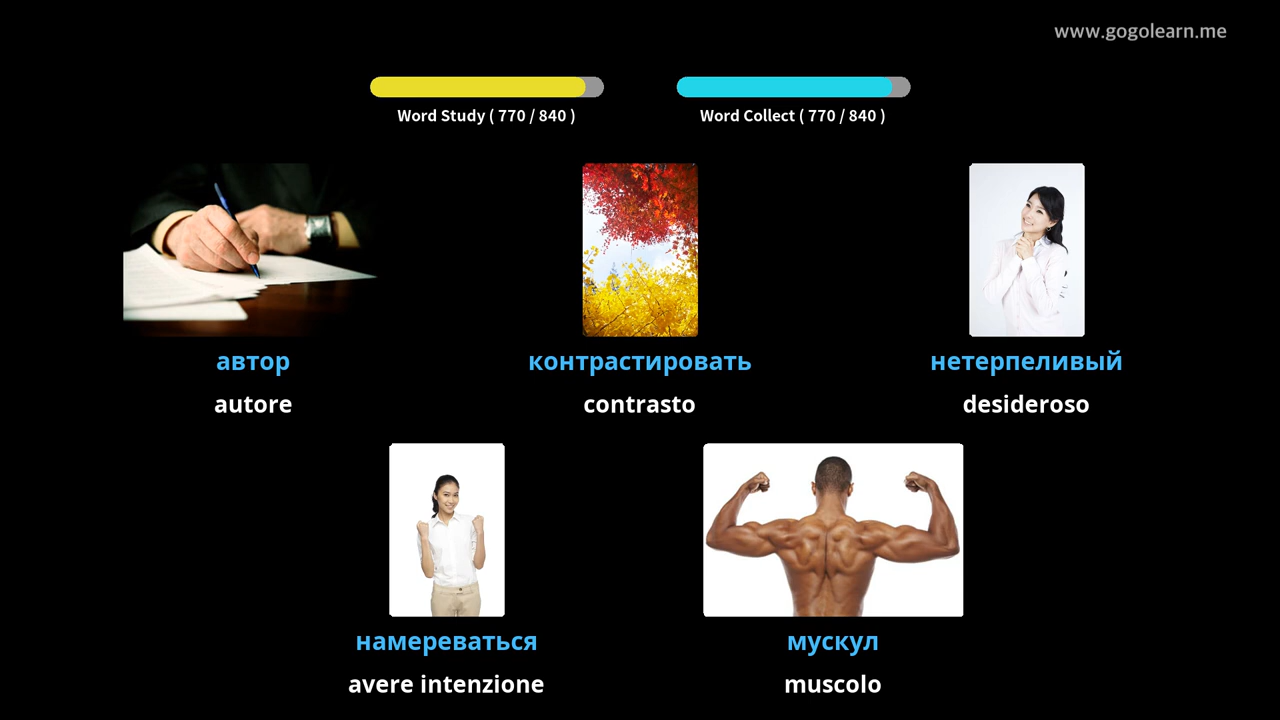 www.gogolearn.me
Word Study ( 770 / 840 )
Word Collect ( 770 / 840 )
автор
контрастировать
нетерпеливый
autore
contrasto
desideroso
намереваться
мускул
avere intenzione
muscolo